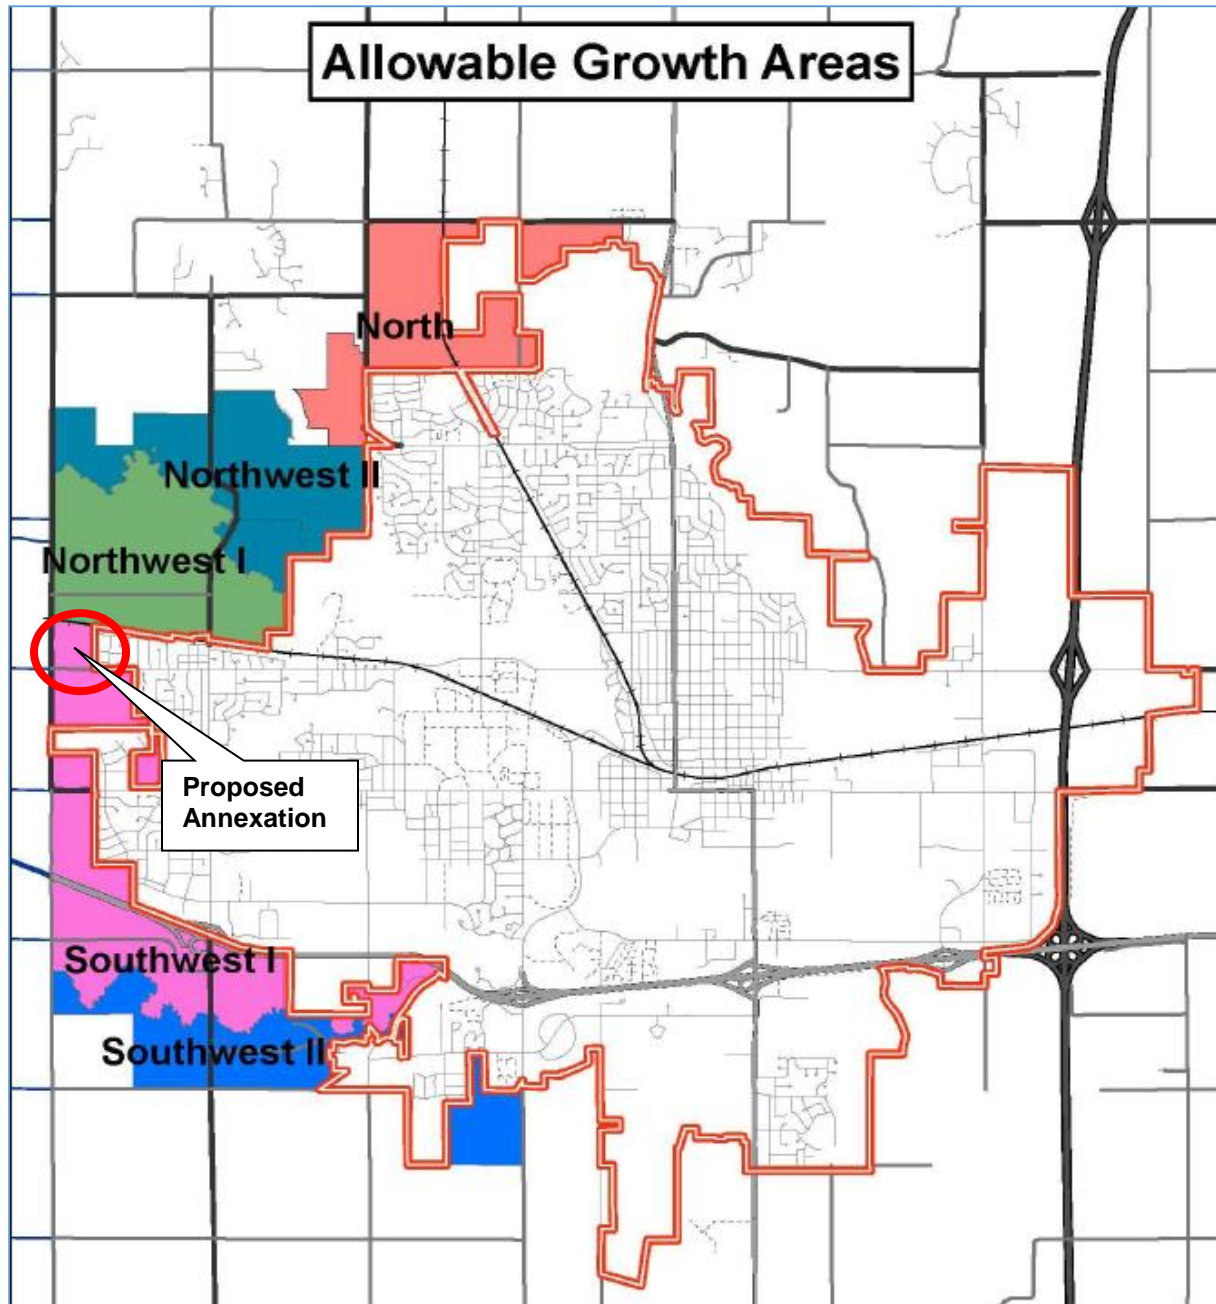 Allowable Growth Areas
North
Northwest II
Northwest I
Proposed
Annexation
Southwest I
Southwest II